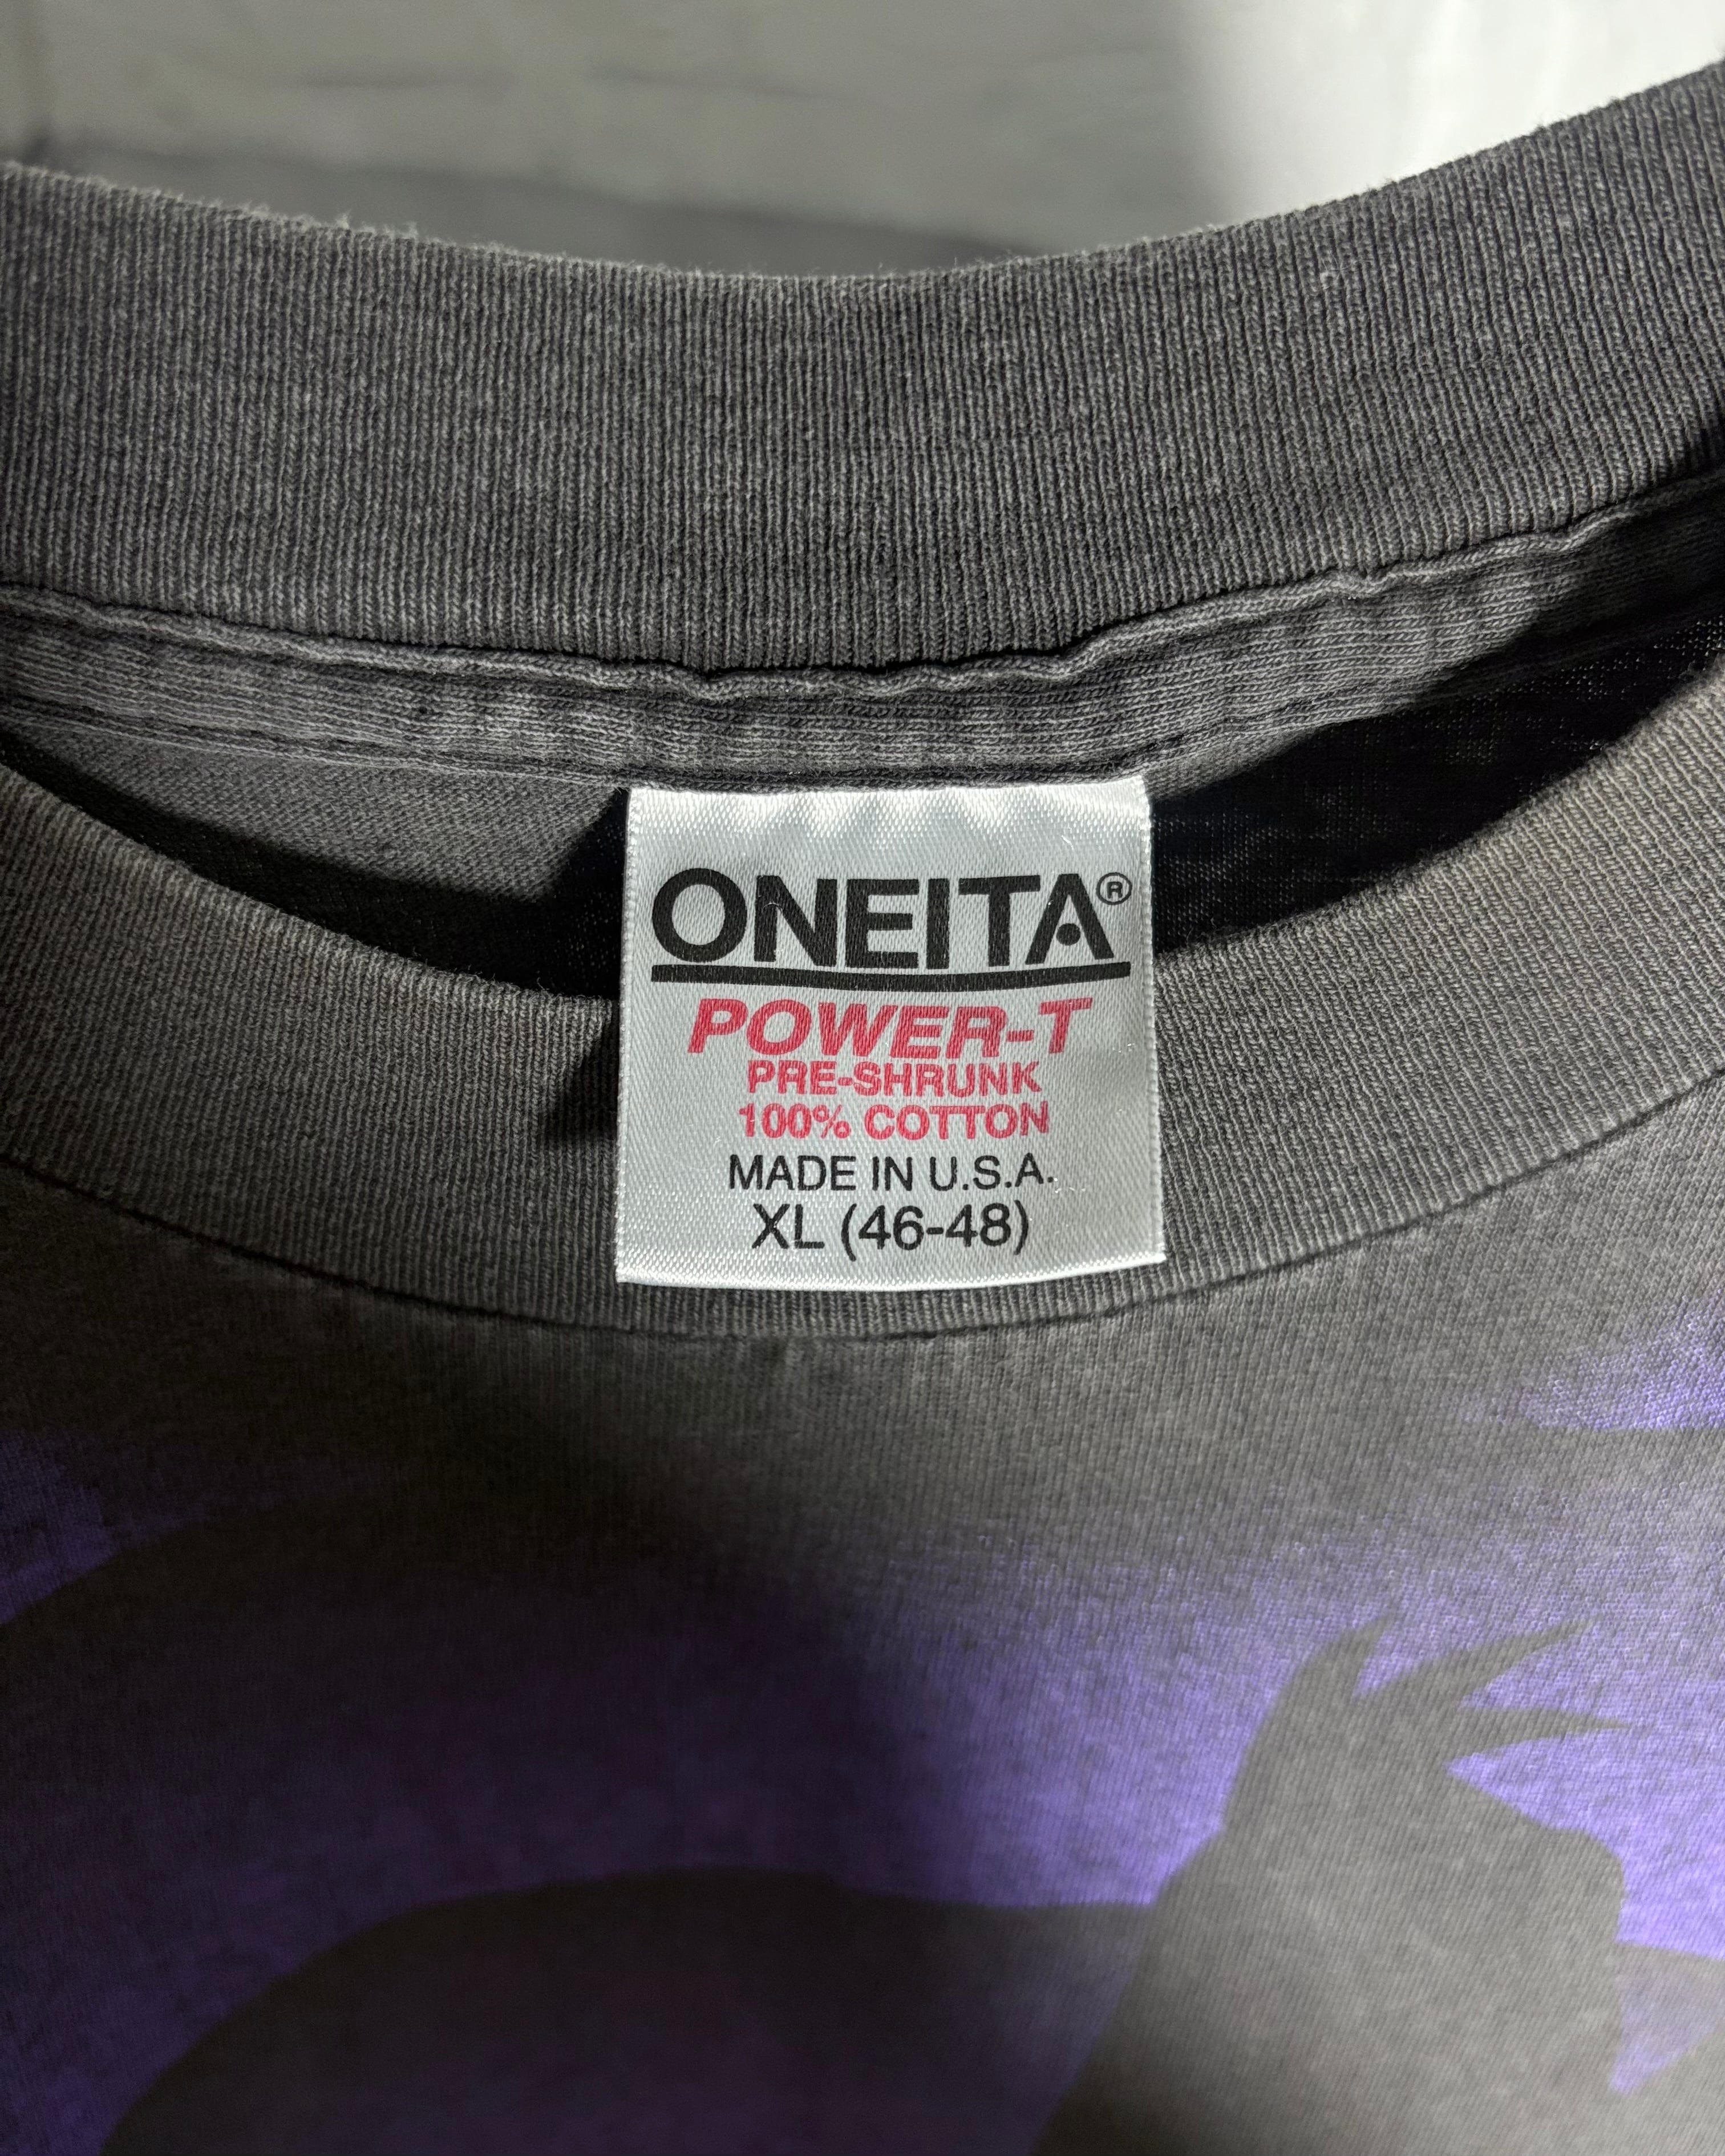 ONEITA®
POWER-T
PRE-SHRUNK
100% COTTON
MADE IN U.S.A.
XL (46-48)